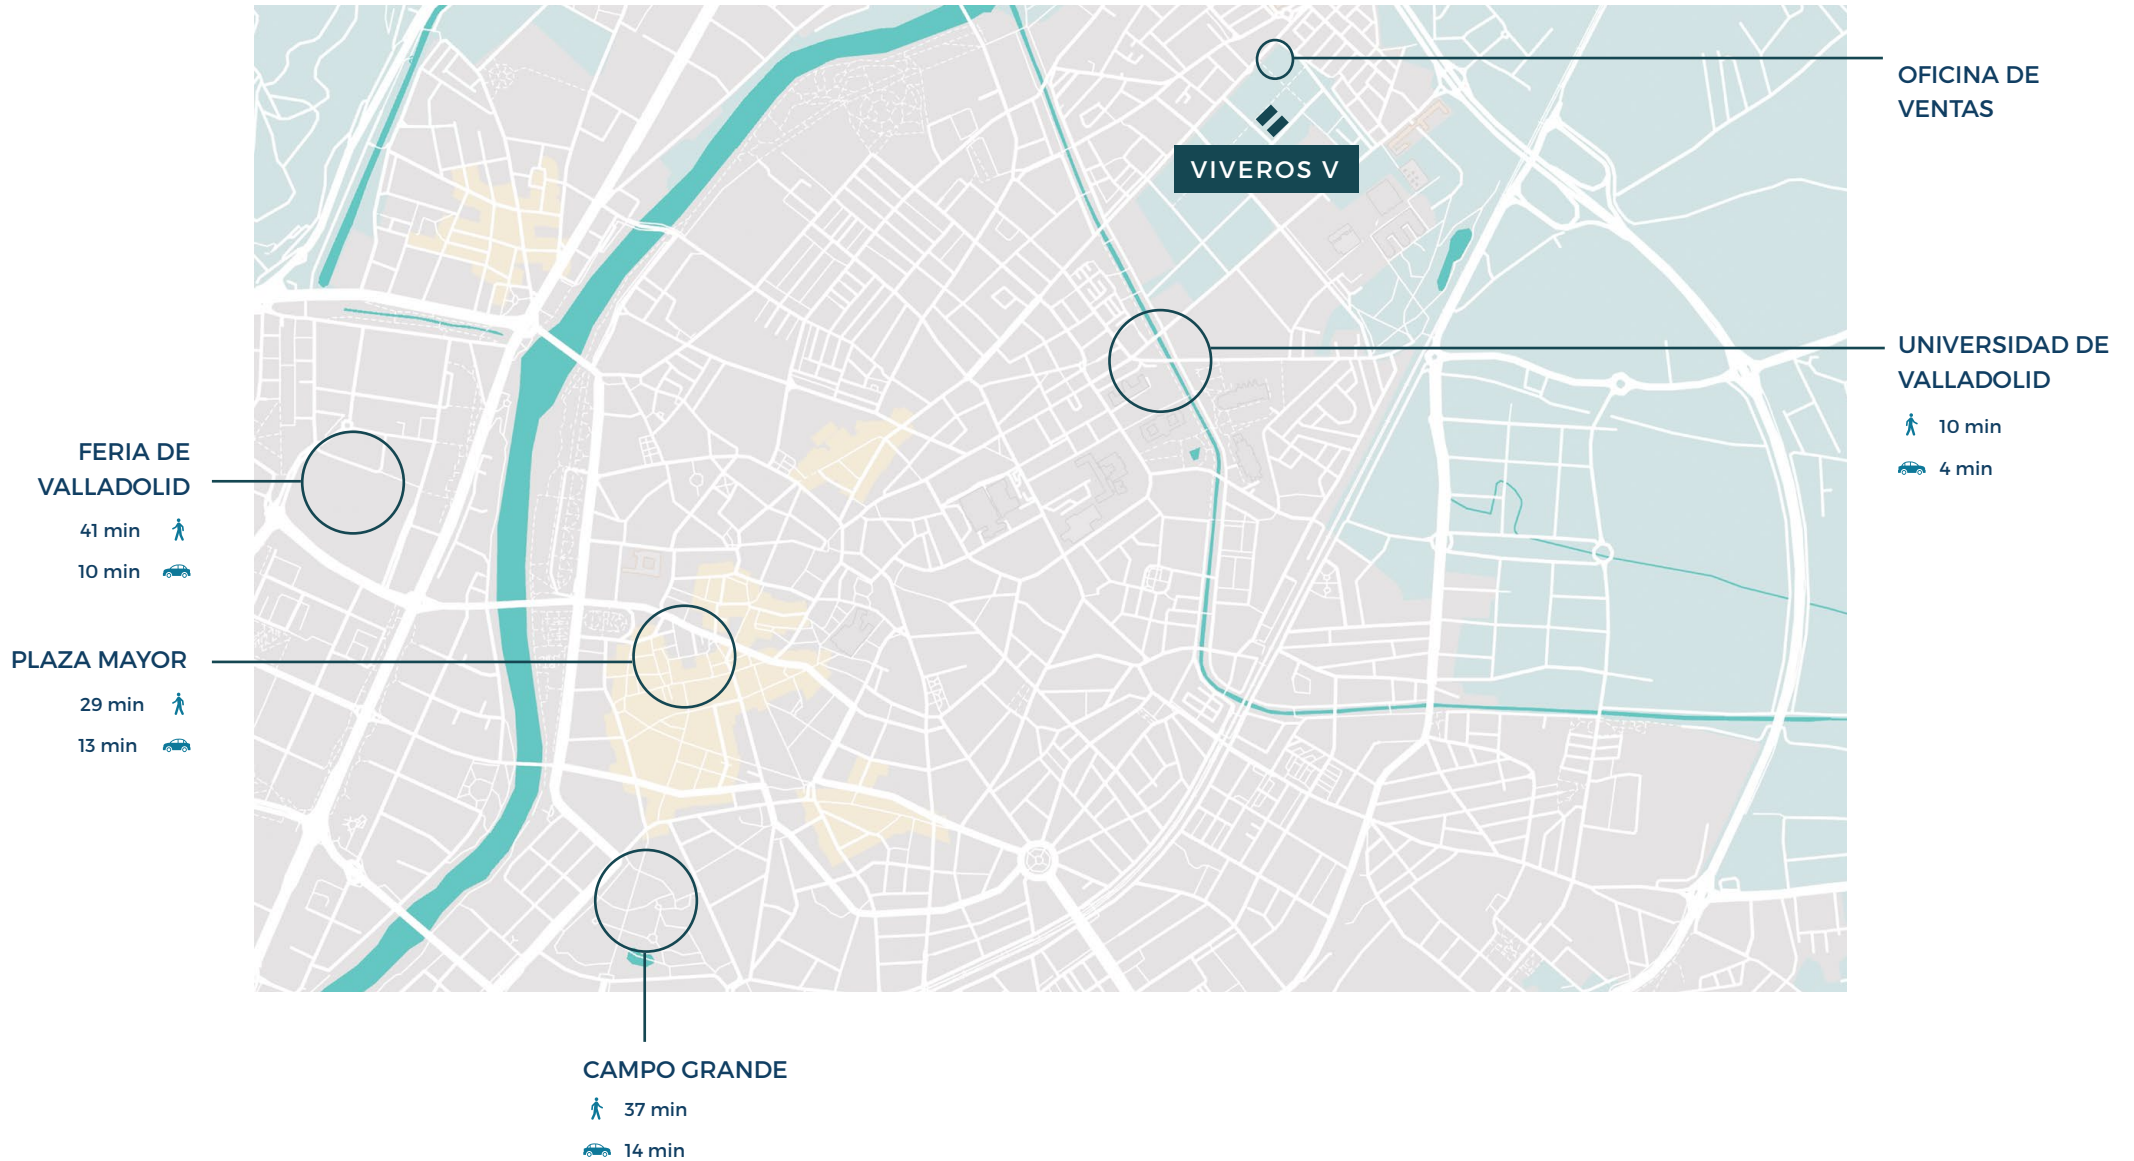 OFICINA DE
VENTAS
VIVEROS V
UNIVERSIDAD DE
VALLADOLID
10 min
4 min
FERIA DE
VALLADOLID
41 min
10 min
PLAZA MAYOR
29 min
13 min
CAMPO GRANDE
37 min
14 min